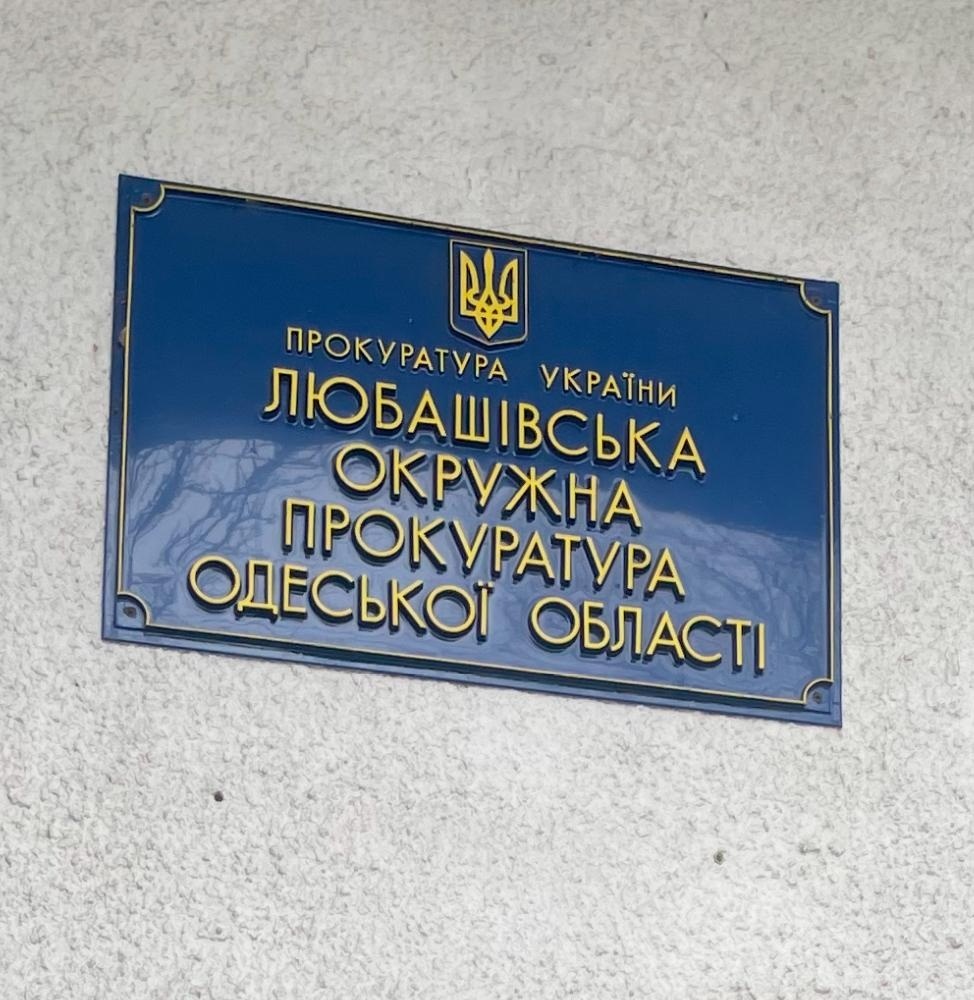 ПРОКУРАТУРА УКРАЇНИ
ЛЮБАШІВСЬКА
ОКРУЖНА
ПРОКУРАТУРА
ОДЕСЬКОЇ ОБЛАСТІ